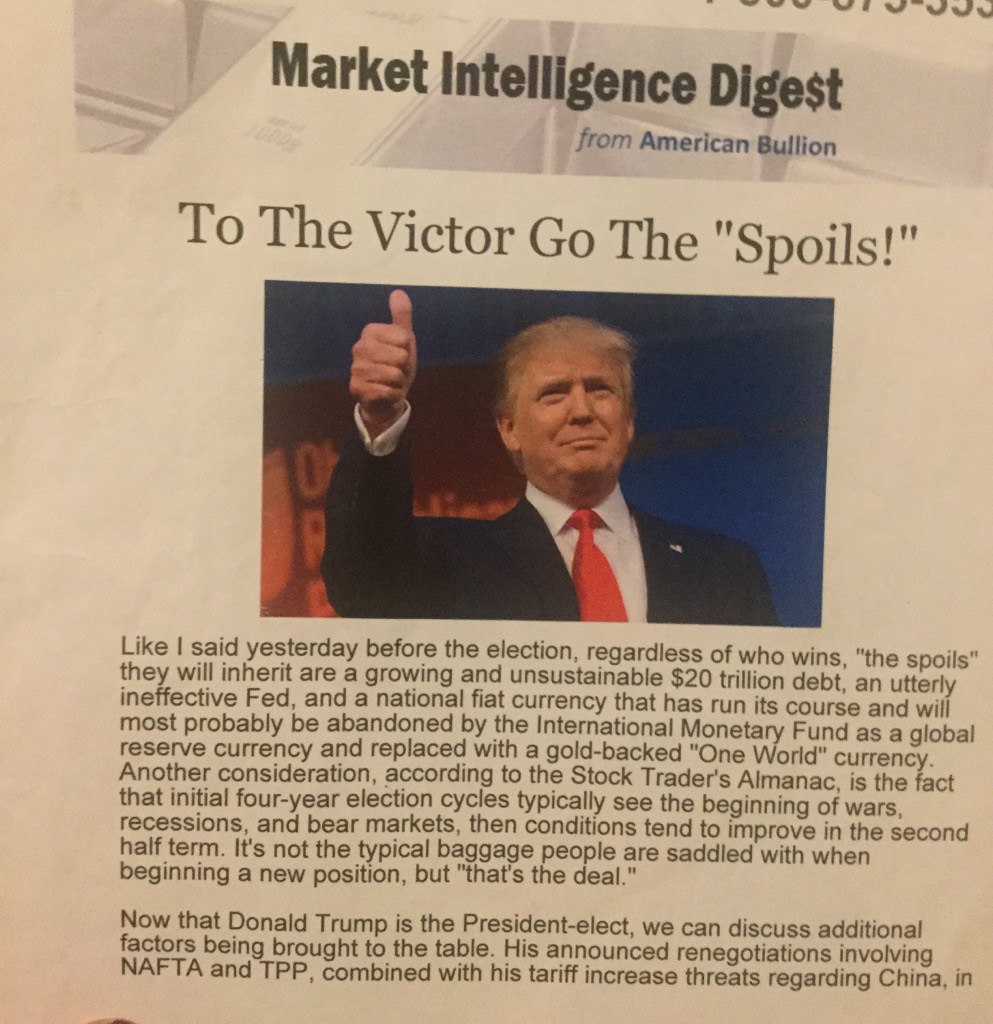 Market Intelligence Dige$t
from American Bullion
To The Victor Go The "Spoils!"
Like I said yesterday before the election, regardless of who wins, "the spoils"
they will inherit are a growing and unsustainable $20 trillion debt, an utterly
ineffective Fed, and a national fiat currency that has run its course and will
most probably be abandoned by the International Monetary Fund as a global
reserve currency and replaced with a gold-backed "One World" currency.
Another consideration, according to the Stock Trader's Almanac, is the fact
that initial four-year election cycles typically see the beginning of wars,
recessions, and bear markets, then conditions tend to improve in the second
half term. It's not the typical baggage people are saddled with when
beginning a new position, but "that's the deal."
Now that Donald Trump is the President-elect, we can discuss additional
factors being brought to the table. His announced renegotiations involving
NAFTA and TPP, combined with his tariff increase threats regarding China, in